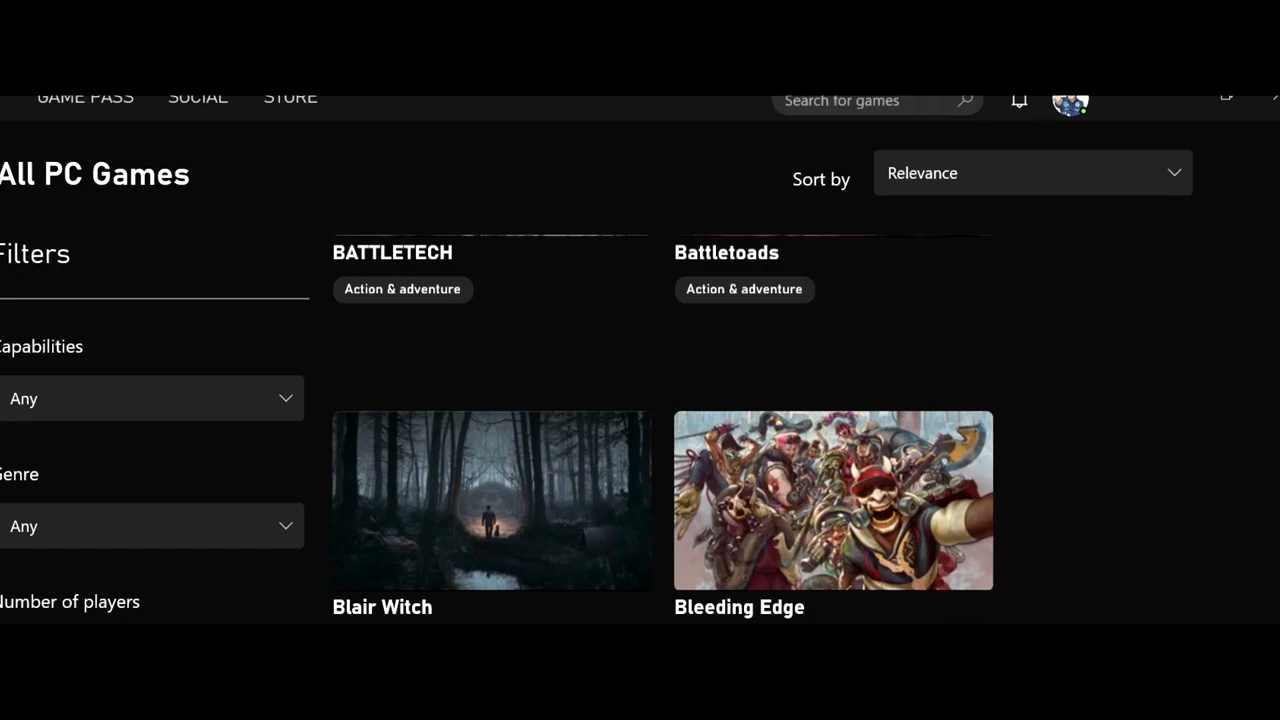 GAME PASS SOCIAL STORE Search for games
All PC Games
Sort by Relevance
Filters
BATTLETECH Battletoads
Action & adventure Action & adventure
Capabilities
Any
Genre
Any
Number of players
Blair Witch Bleeding Edge